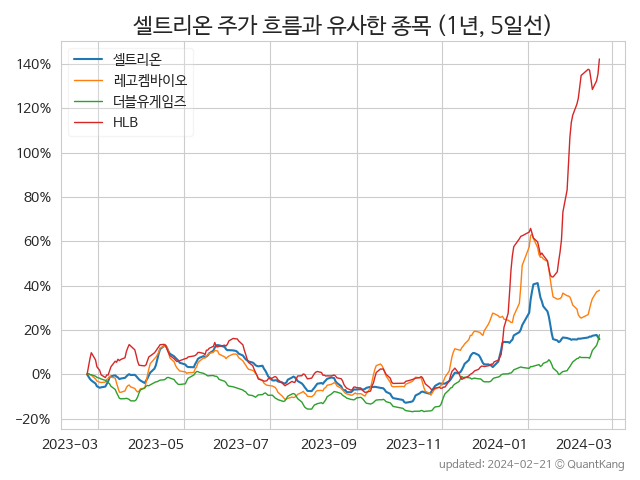 셀트리온 주가 흐름과 유사한 종목 (1년, 5일선)
셀트리온
레고켐바이오
더블유게임즈
HLB
140%
120%
100%
80%
60%
40%
20%
0%
−20%
2023-03
2023-05
2023-07
2023-09
2023-11
2024-01
2024-03
updated: 2024-02-21 © QuantKang